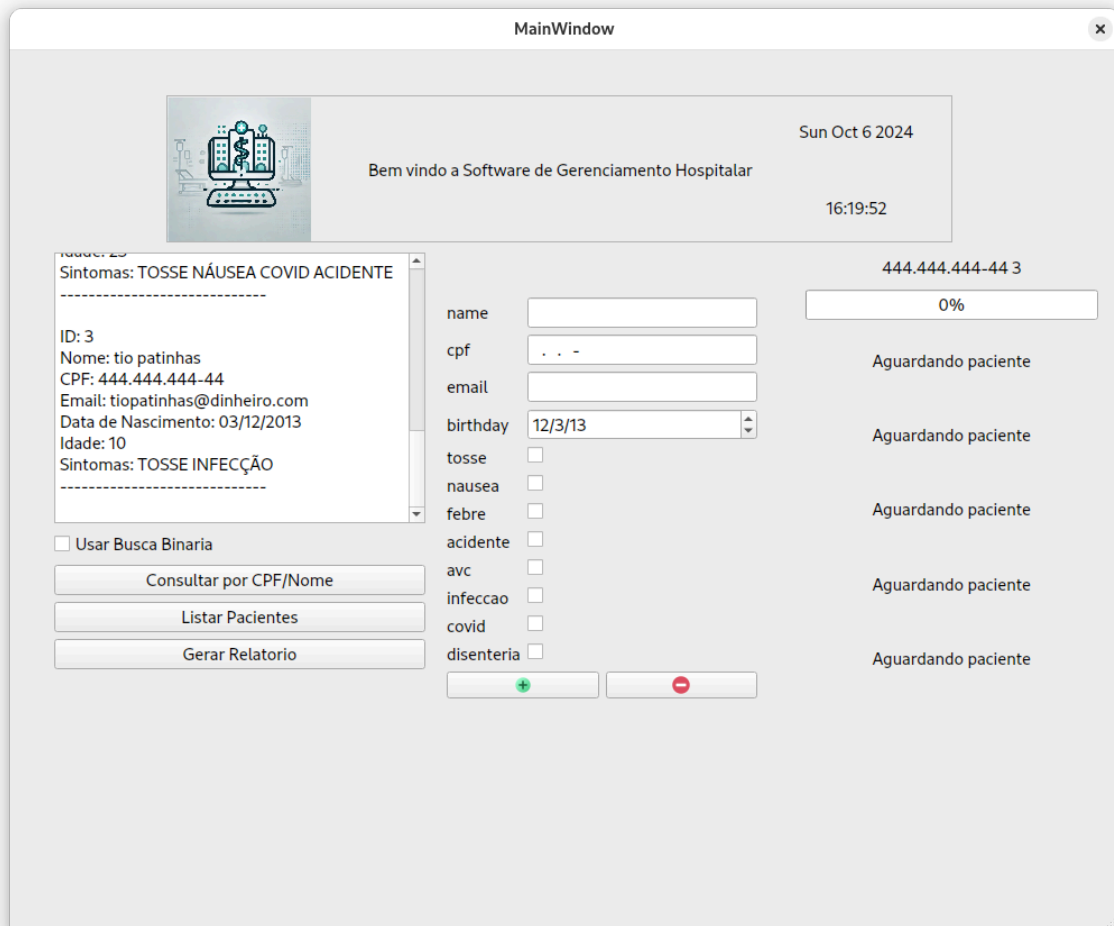 MainWindow
Sun Oct 6 2024
Bem vindo a Software de Gerenciamento Hospitalar
16:19:52
Sintomas: TOSSE NÁUSEA COVID ACIDENTE
-----------------------------
ID: 3
Nome: tio patinhas
CPF: 444.444.444-44
Email: tiopatinhas@dinheiro.com
Data de Nascimento: 03/12/2013
Idade: 10
Sintomas: TOSSE INFECÇÃO
-----------------------------
Usar Busca Binaria
Consultar por CPF/Nome
Listar Pacientes
Gerar Relatorio
name
cpf . . -
email
birthday 12/3/13
tosse
nausea
febre
acidente
avc
infeccao
covid
disenteria
444.444.444-44 3
0%
Aguardando paciente
Aguardando paciente
Aguardando paciente
Aguardando paciente
Aguardando paciente